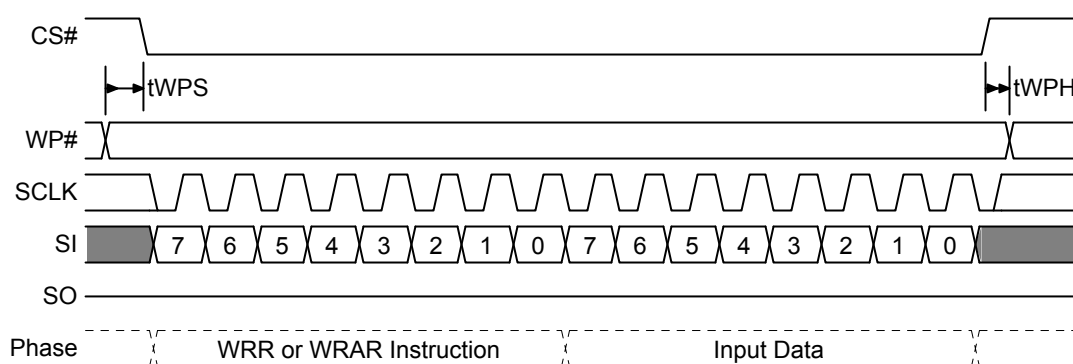 CS#
tWPS
tWPH
WP#
SCLK
SI 7 6 5 4 3 2 1 0 7 6 5 4 3 2 1 0
SO
Phase WRR or WRAR Instruction Input Data